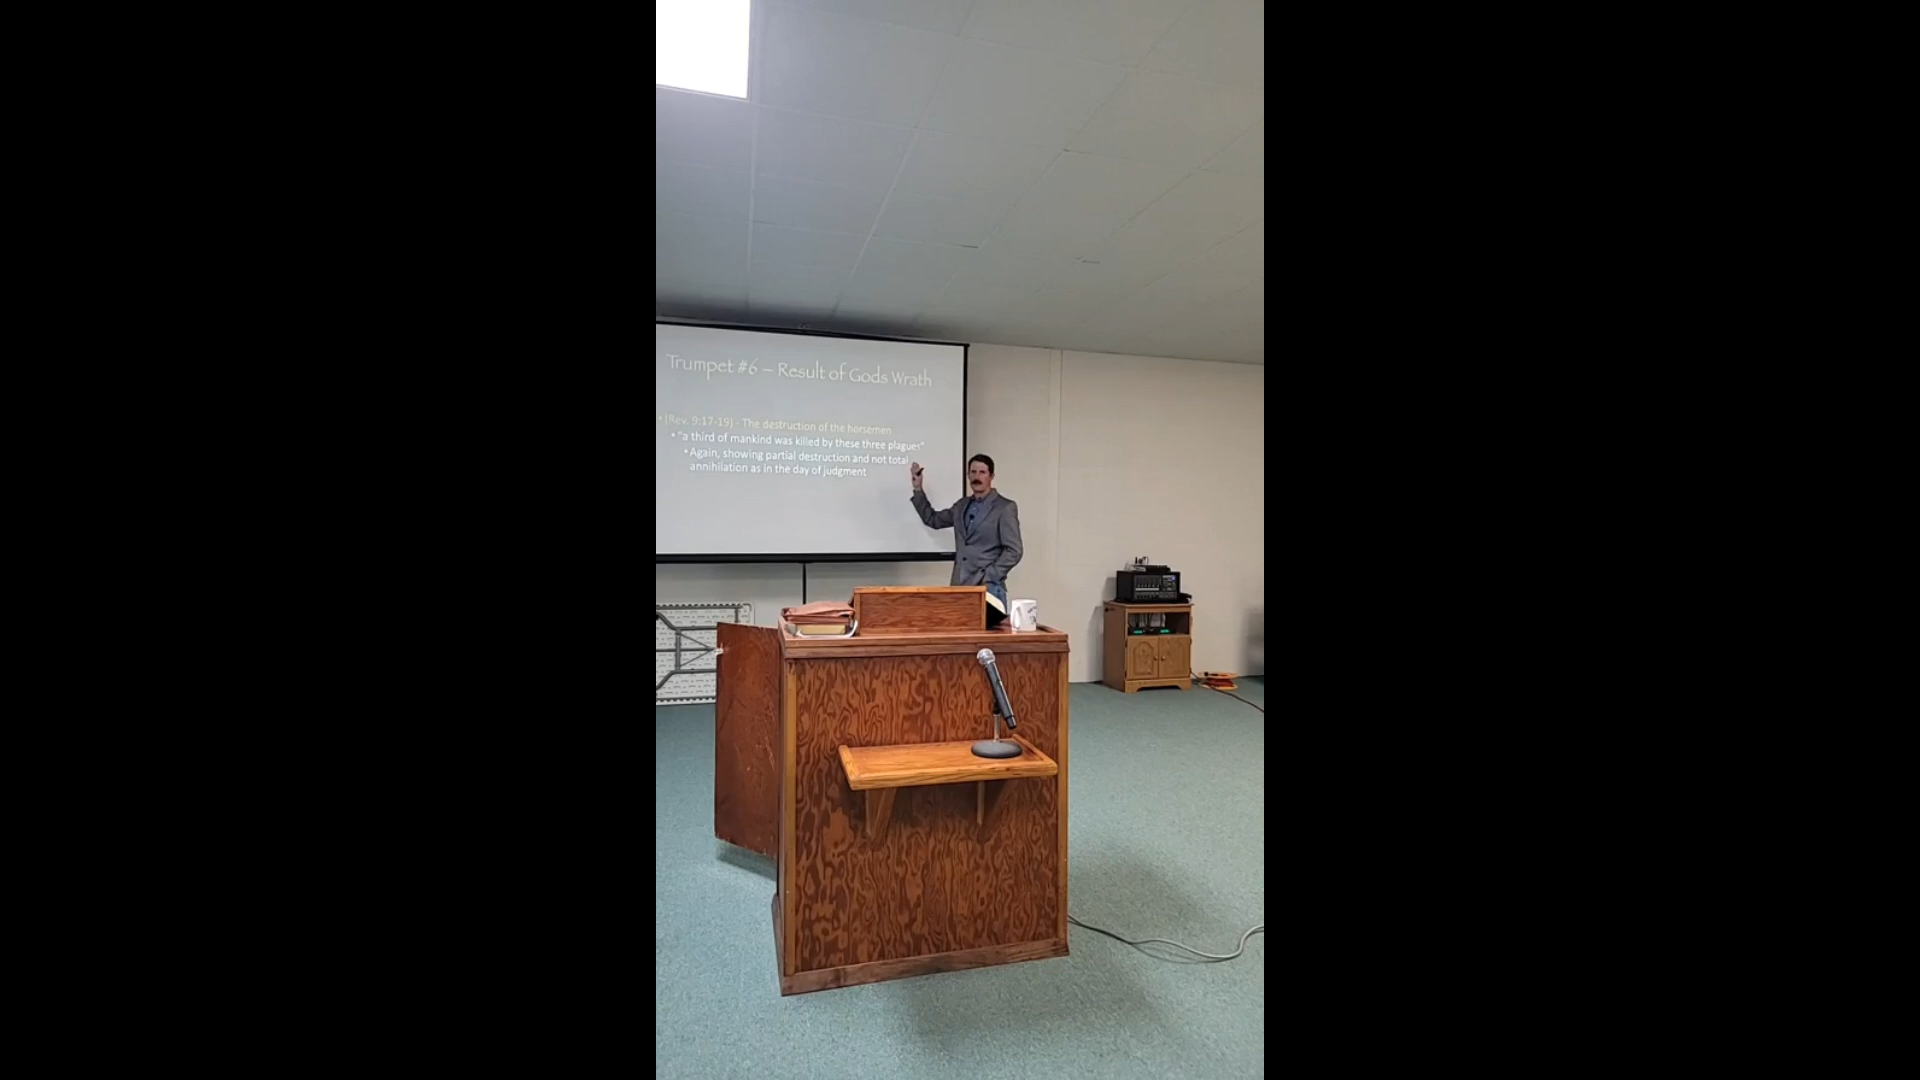 Trumpet #6 – Result of Gods Wrath
• (Rev. 9:17-19) - The destruction of the horsemen
• "a third of mankind was killed by these three plagues"
• Again, showing partial destruction and not total
annihilation as in the day of judgment